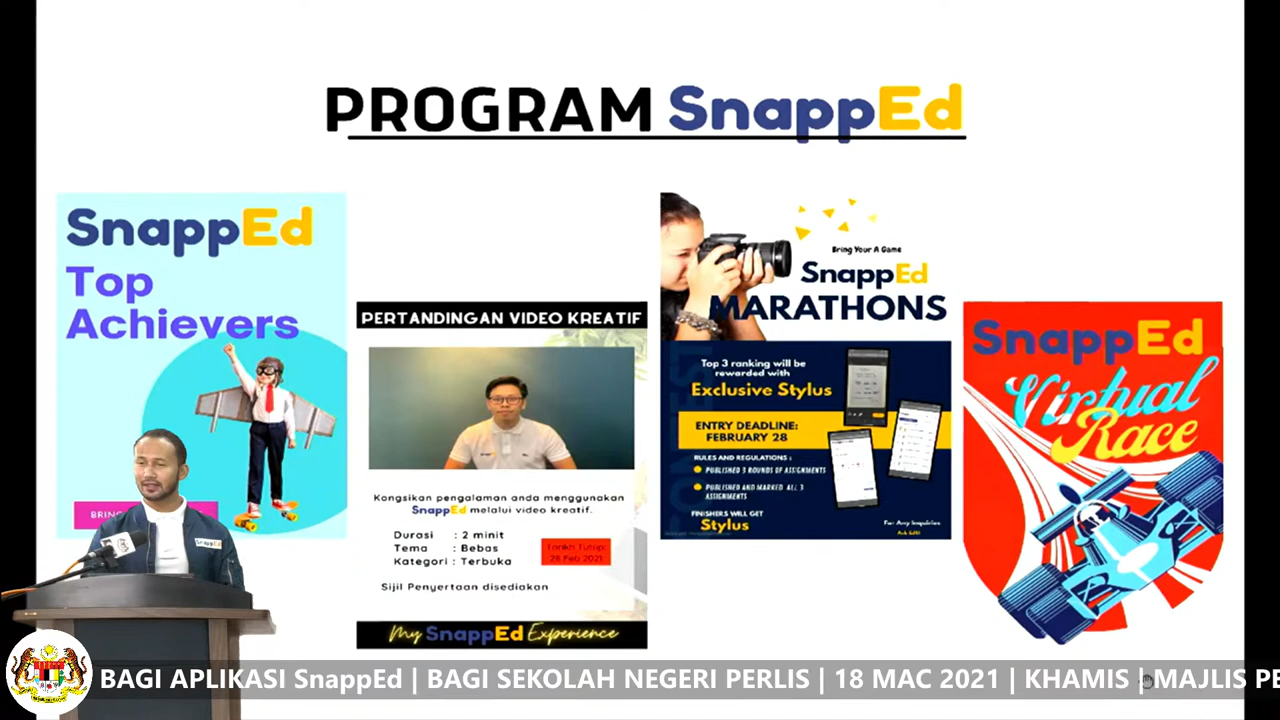 PROGRAM SnappEd
SnappEd
Top
Achievers
BRING
PERTANDINGAN VIDEO KREATIF
Kongsikan pengalaman anda menggunakan
SnappEd melalui video kreatif.
Durasi : 2 minit
Tema : Bebas
Kategori : Terbuka
Tarikh Tutup:
28 Feb 2021
Sijil Penyertaan disediakan
My SnappEd Experience
Bring Your A Game
SnappEd
MARATHONS
Top 3 ranking will be
rewarded with
Exclusive Stylus
ENTRY DEADLINE:
FEBRUARY 28
RULES AND REGULATIONS :
PUBLISHED 3 ROUNDS OF ASSIGNMENTS
PUBLISHED AND MARKED ALL 3
ASSIGNMENTS
FINISHERS WILL GET
Stylus
For Any Inquiries
SnappEd
Virtual
Race
SnappEd
BAGI APLIKASI SnappEd | BAGI SEKOLAH NEGERI PERLIS | 18 MAC 2021 | KHAMIS | MAJLIS PE